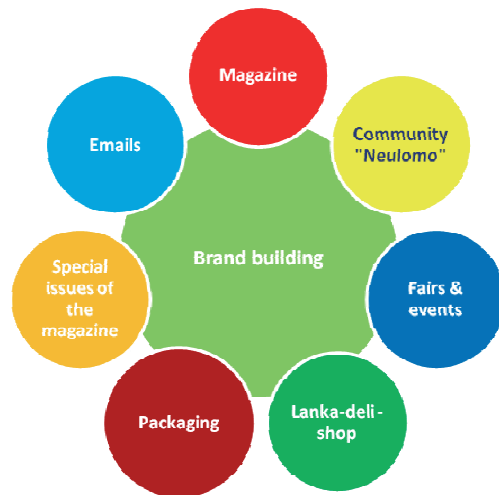 Magazine
Community
"Neulomo"
Fairs &
events
Lanka-deli -
shop
Packaging
Special
issues of
the
magazine
Emails
Brand building